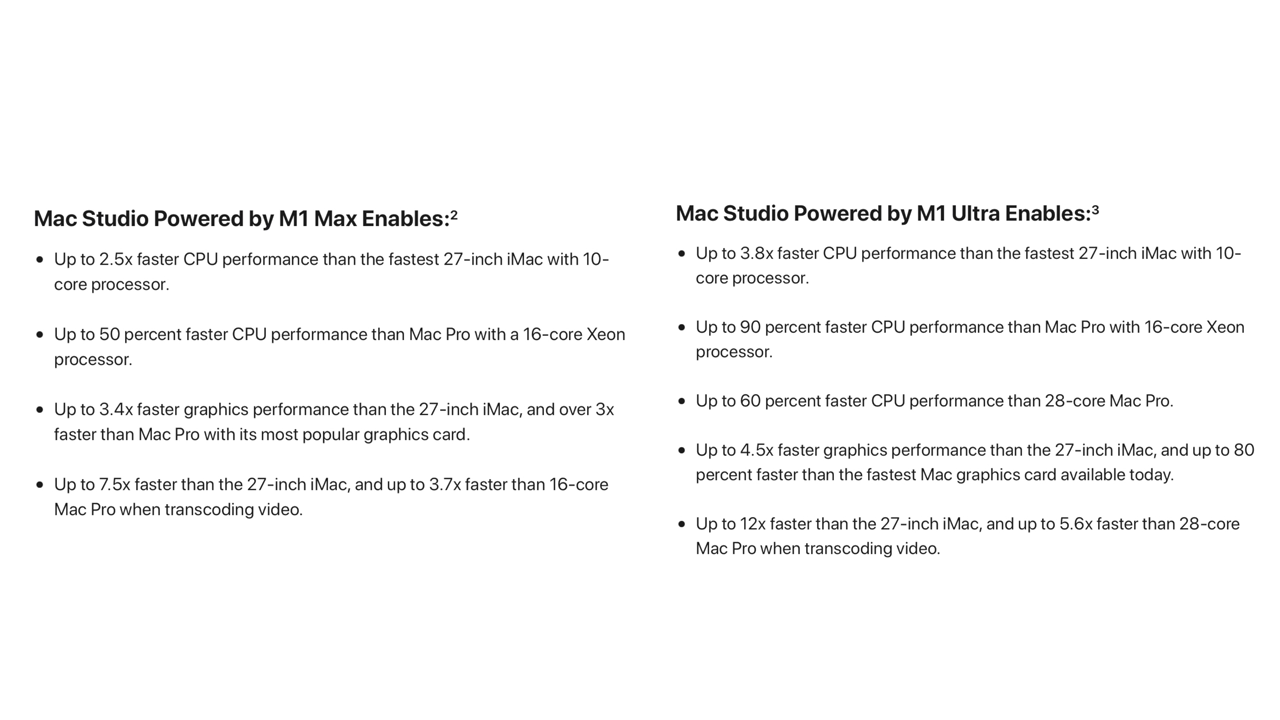 Mac Studio Powered by M1 Max Enables:²
• Up to 2.5x faster CPU performance than the fastest 27-inch iMac with 10-
core processor.
• Up to 50 percent faster CPU performance than Mac Pro with a 16-core Xeon
processor.
• Up to 3.4x faster graphics performance than the 27-inch iMac, and over 3x
faster than Mac Pro with its most popular graphics card.
• Up to 7.5x faster than the 27-inch iMac, and up to 3.7x faster than 16-core
Mac Pro when transcoding video.
Mac Studio Powered by M1 Ultra Enables:³
• Up to 3.8x faster CPU performance than the fastest 27-inch iMac with 10-
core processor.
• Up to 90 percent faster CPU performance than Mac Pro with 16-core Xeon
processor.
• Up to 60 percent faster CPU performance than 28-core Mac Pro.
• Up to 4.5x faster graphics performance than the 27-inch iMac, and up to 80
percent faster than the fastest Mac graphics card available today.
• Up to 12x faster than the 27-inch iMac, and up to 5.6x faster than 28-core
Mac Pro when transcoding video.